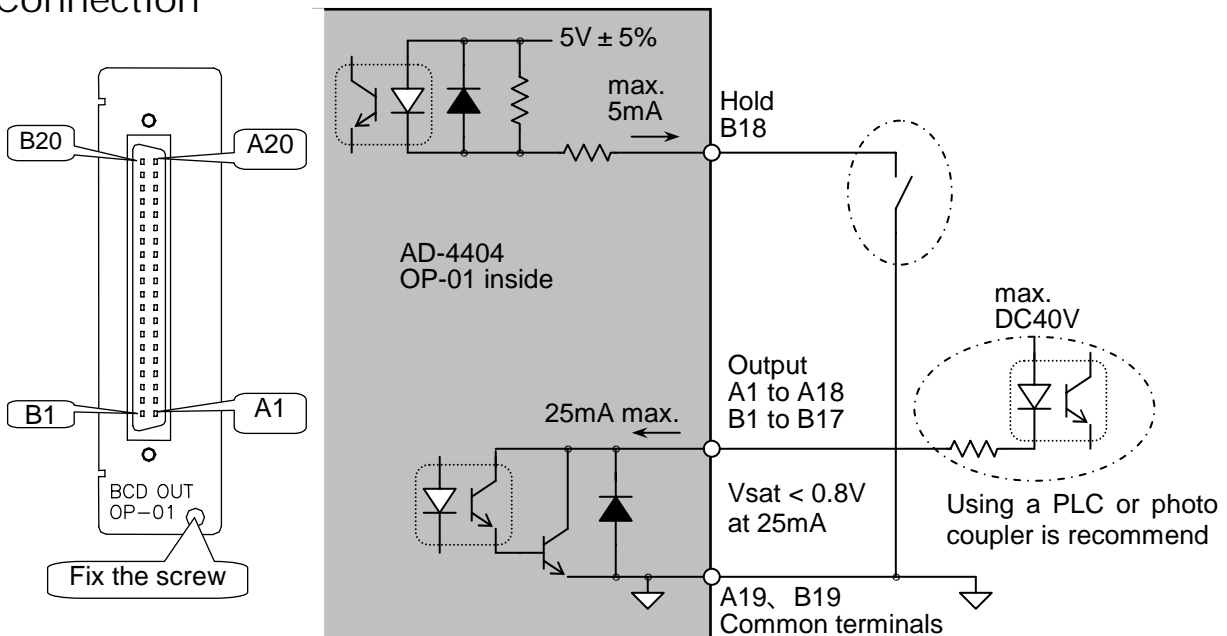 Connection
B20
A20
B1
A1
BCD OUT
OP-01
Fix the screw
5V ± 5%
max.
5mA
Hold
B18
AD-4404
OP-01 inside
max.
DC40V
Output
A1 to A18
B1 to B17
25mA max.
Vsat < 0.8V
at 25mA
Using a PLC or photo
coupler is recommend
A19、B19
Common terminals